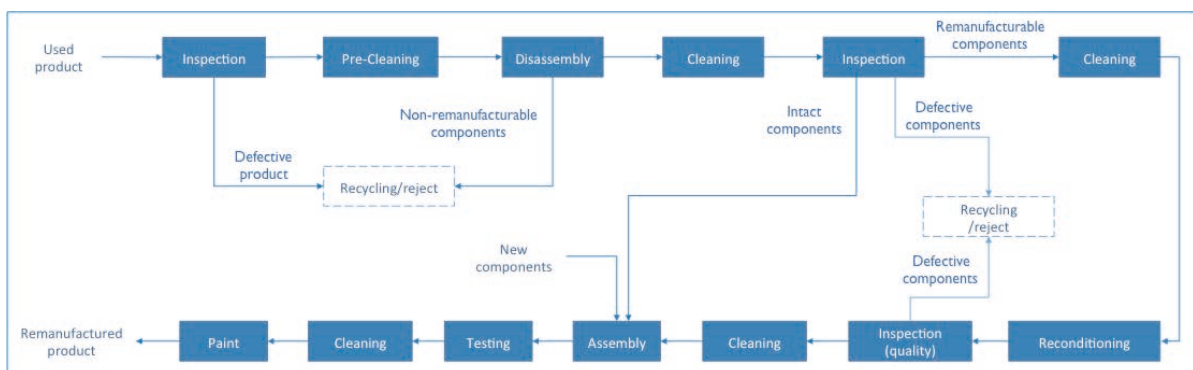 Used
product
Inspection
Pre-Cleaning
Disassembly
Cleaning
Inspection
Remanufacturable
components
Cleaning
Non-remanufacturable
components
Intact
components
Defective
components
Defective
product
Recycling/reject
Recycling
/reject
New
components
Defective
components
Remanufactured
product
Paint
Cleaning
Testing
Assembly
Cleaning
Inspection
(quality)
Reconditioning